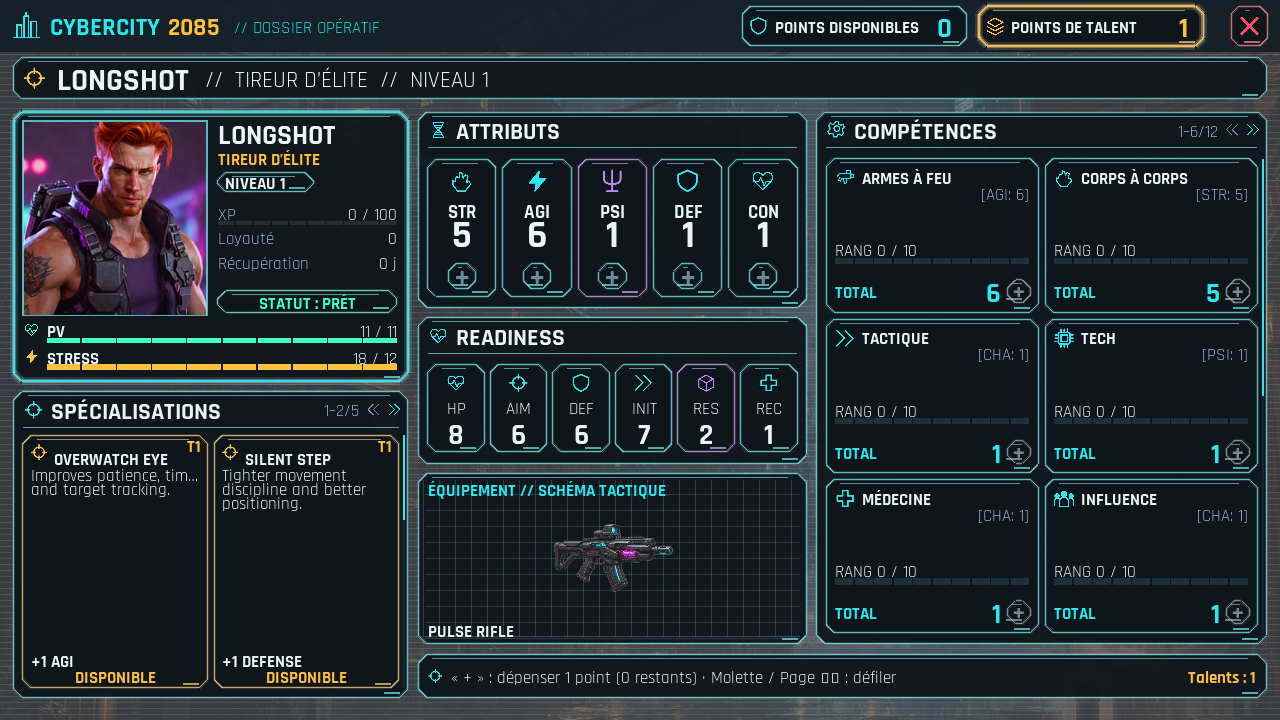 CYBERCITY 2085 // DOSSIER OPÉRATIF
POINTS DISPONIBLES 0
POINTS DE TALENT 1
LONGSHOT // TIREUR D'ÉLITE // NIVEAU 1
LONGSHOT
TIREUR D'ÉLITE
NIVEAU 1
XP 0 / 100
Loyauté 0
Récupération 0 j
STATUT : PRÊT
PV 11 / 11
STRESS 18 / 12
SPÉCIALISATIONS 1-2/5
T1
OVERWATCH EYE
Improves patience, tim...
and target tracking.
+1 AGI
DISPONIBLE
T1
SILENT STEP
Tighter movement
discipline and better
positioning.
+1 DEFENSE
DISPONIBLE
ATTRIBUTS
STR
5
AGI
6
PSI
1
DEF
1
CON
1
READINESS
HP
8
AIM
6
DEF
6
INIT
7
RES
2
REC
1
ÉQUIPEMENT // SCHÉMA TACTIQUE
PULSE RIFLE
COMPÉTENCES 1-6/12
ARMES À FEU
[AGI: 6]
RANG 0 / 10
TOTAL 6
CORPS À CORPS
[STR: 5]
RANG 0 / 10
TOTAL 5
TACTIQUE
[CHA: 1]
RANG 0 / 10
TOTAL 1
TECH
[PSI: 1]
RANG 0 / 10
TOTAL 1
MÉDECINE
[CHA: 1]
RANG 0 / 10
TOTAL 1
INFLUENCE
[CHA: 1]
RANG 0 / 10
TOTAL 1
« + » : dépenser 1 point (0 restants) · Molette / Page ▯▯ : défiler
Talents : 1